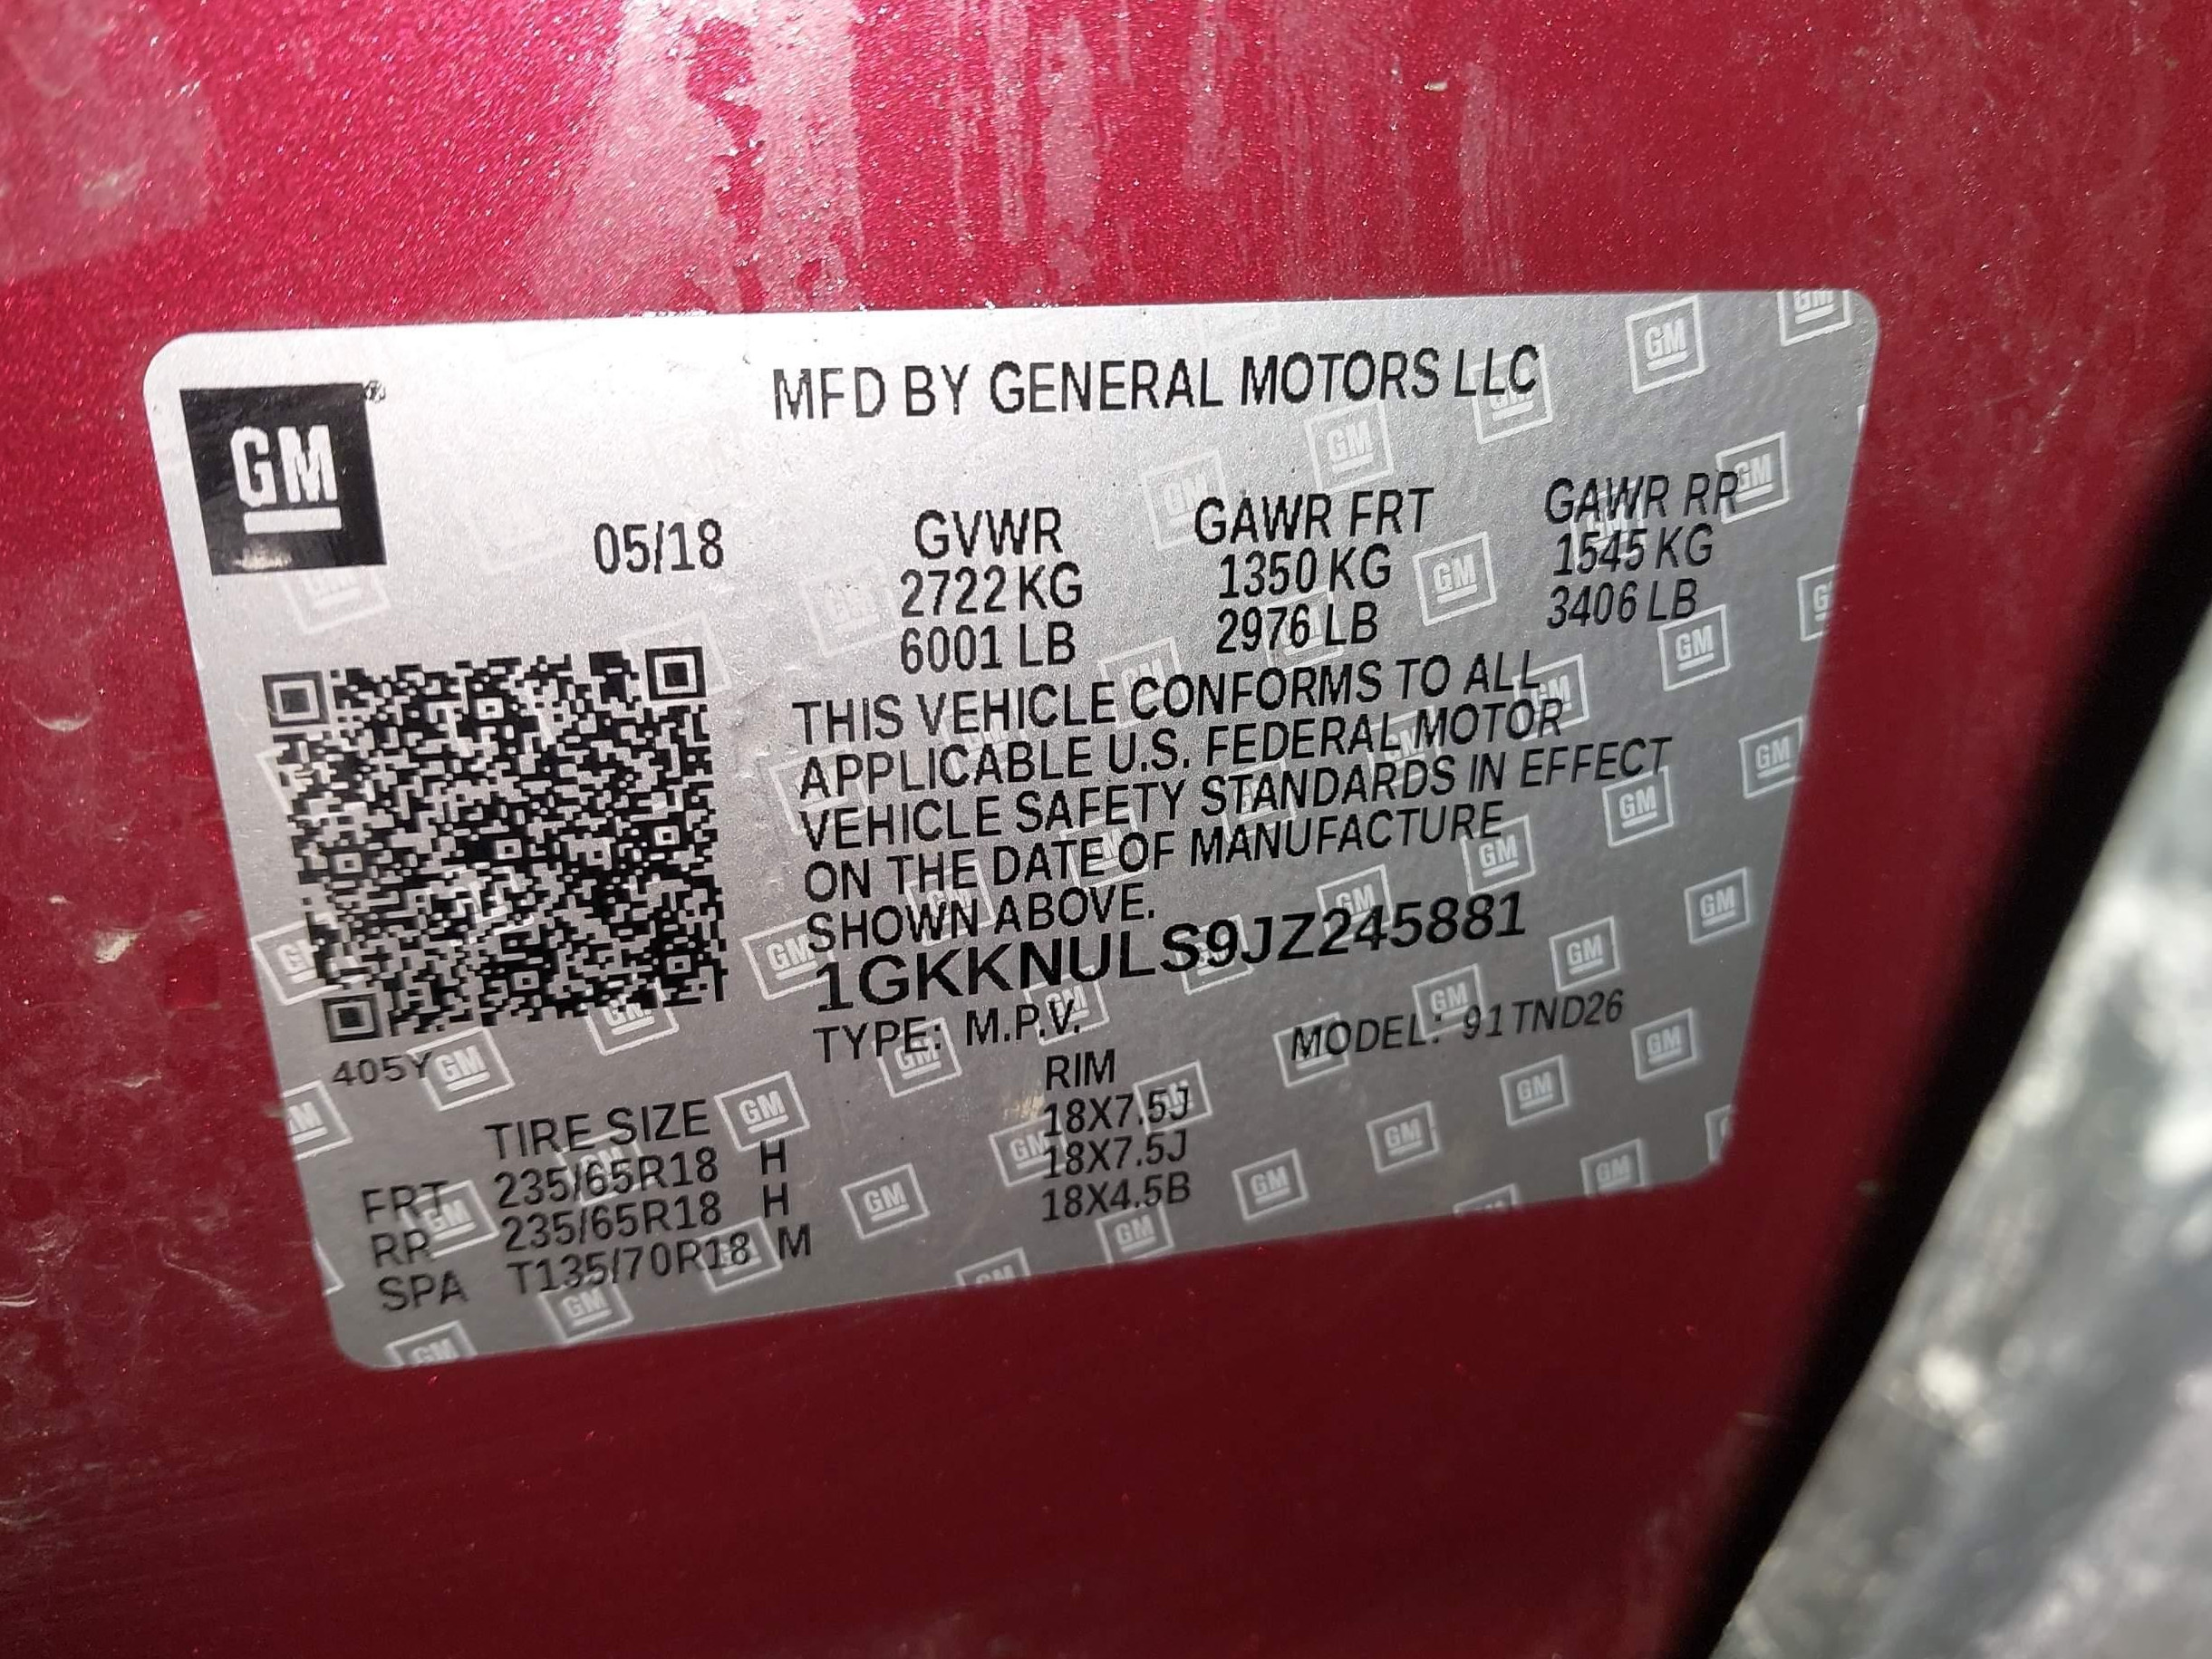 MFD BY GENERAL MOTORS LLC
GM®
05/18 GVWR GAWR FRT GAWR RR
2722 KG 1350 KG 1545 KG
6001 LB 2976 LB 3406 LB
THIS VEHICLE CONFORMS TO ALL
APPLICABLE U.S. FEDERAL MOTOR
VEHICLE SAFETY STANDARDS IN EFFECT
ON THE DATE OF MANUFACTURE
SHOWN ABOVE.
1GKKNULS9JZ245881
TYPE: M.P.V. MODEL: 91TND26
405Y
TIRE SIZE RIM
FRT 235/65R18 H 18X7.5J
RR 235/65R18 H 18X7.5J
SPA T135/70R18 M 18X4.5B